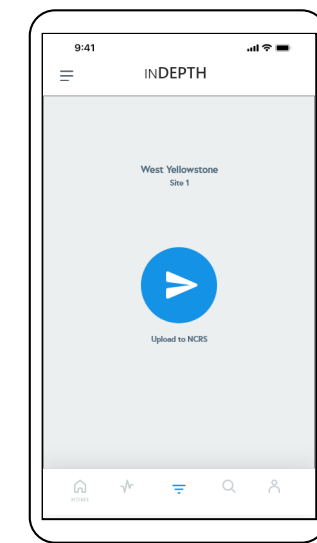 9:41
INDEPTH
West Yellowstone
Site 1
Upload to NCRS
HOME